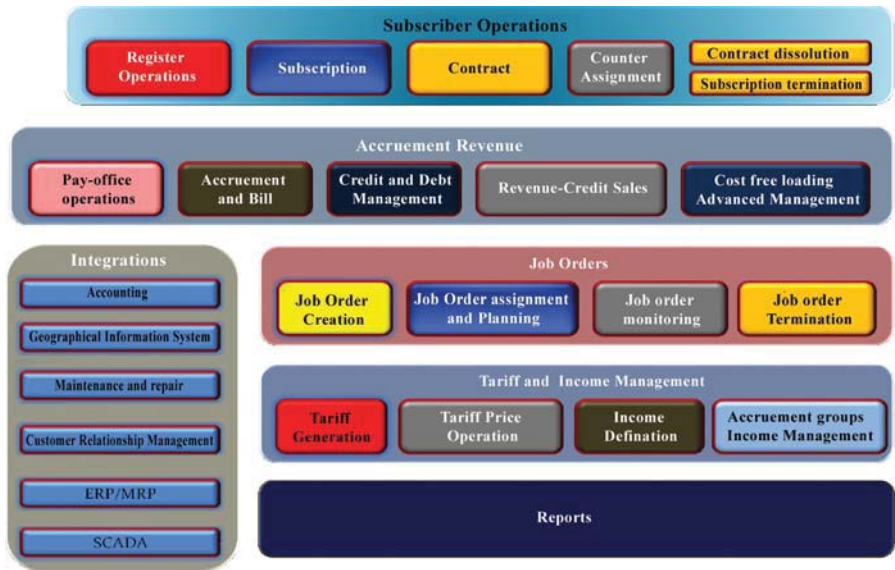 Subscriber Operations
Register
Operations
Subscription
Contract
Counter
Assignment
Contract dissolution
Subscription termination
Accruement Revenue
Pay-office
operations
Accruement
and Bill
Credit and Debt
Management
Revenue-Credit Sales
Cost free loading
Advanced Management
Integrations
Accounting
Geographical Information System
Maintenance and repair
Customer Relationship Management
ERP/MRP
SCADA
Job Orders
Job Order
Creation
Job Order assignment
and Planning
Job order
monitoring
Job order
Termination
Tariff and Income Management
Tariff
Generation
Tariff Price
Operation
Income
Defination
Accruement groups
Income Management
Reports